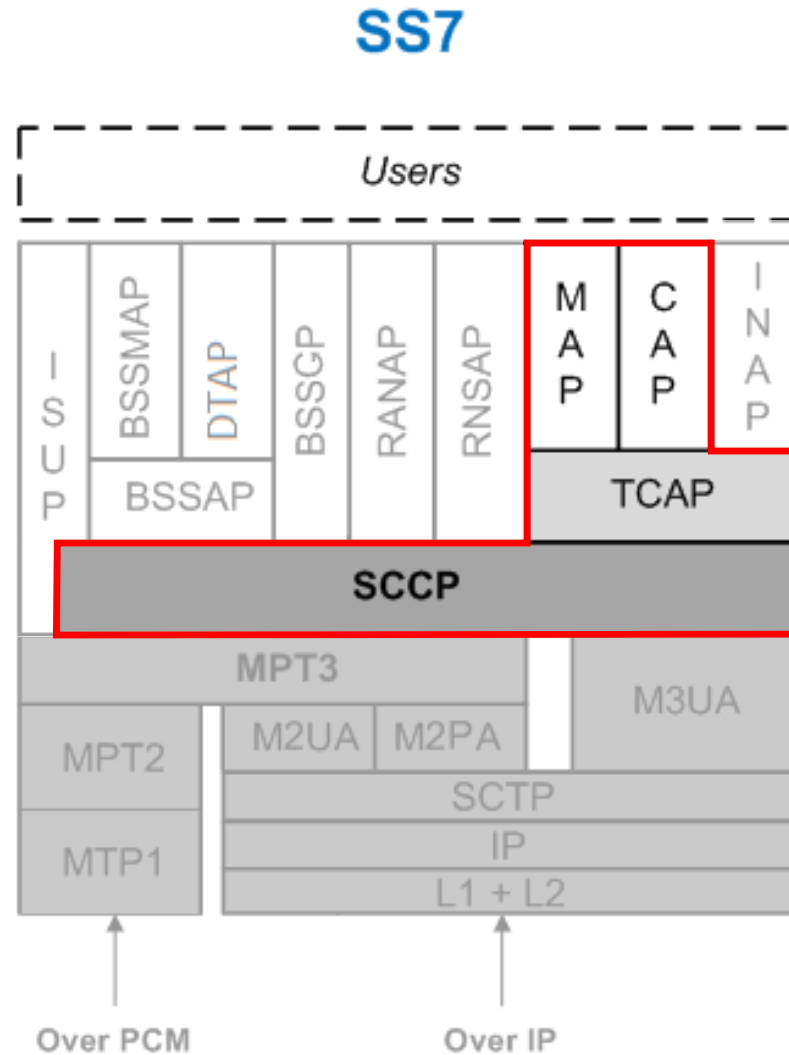 SS7
Users
ISUP
BSSMAP
DTAP
BSSGP
RANAP
RNSAP
MAP
CAP
INAP
BSSAP
TCAP
SCCP
MPT3
M3UA
MPT2
M2UA
M2PA
SCTP
MTP1
IP
L1 + L2
Over PCM
Over IP